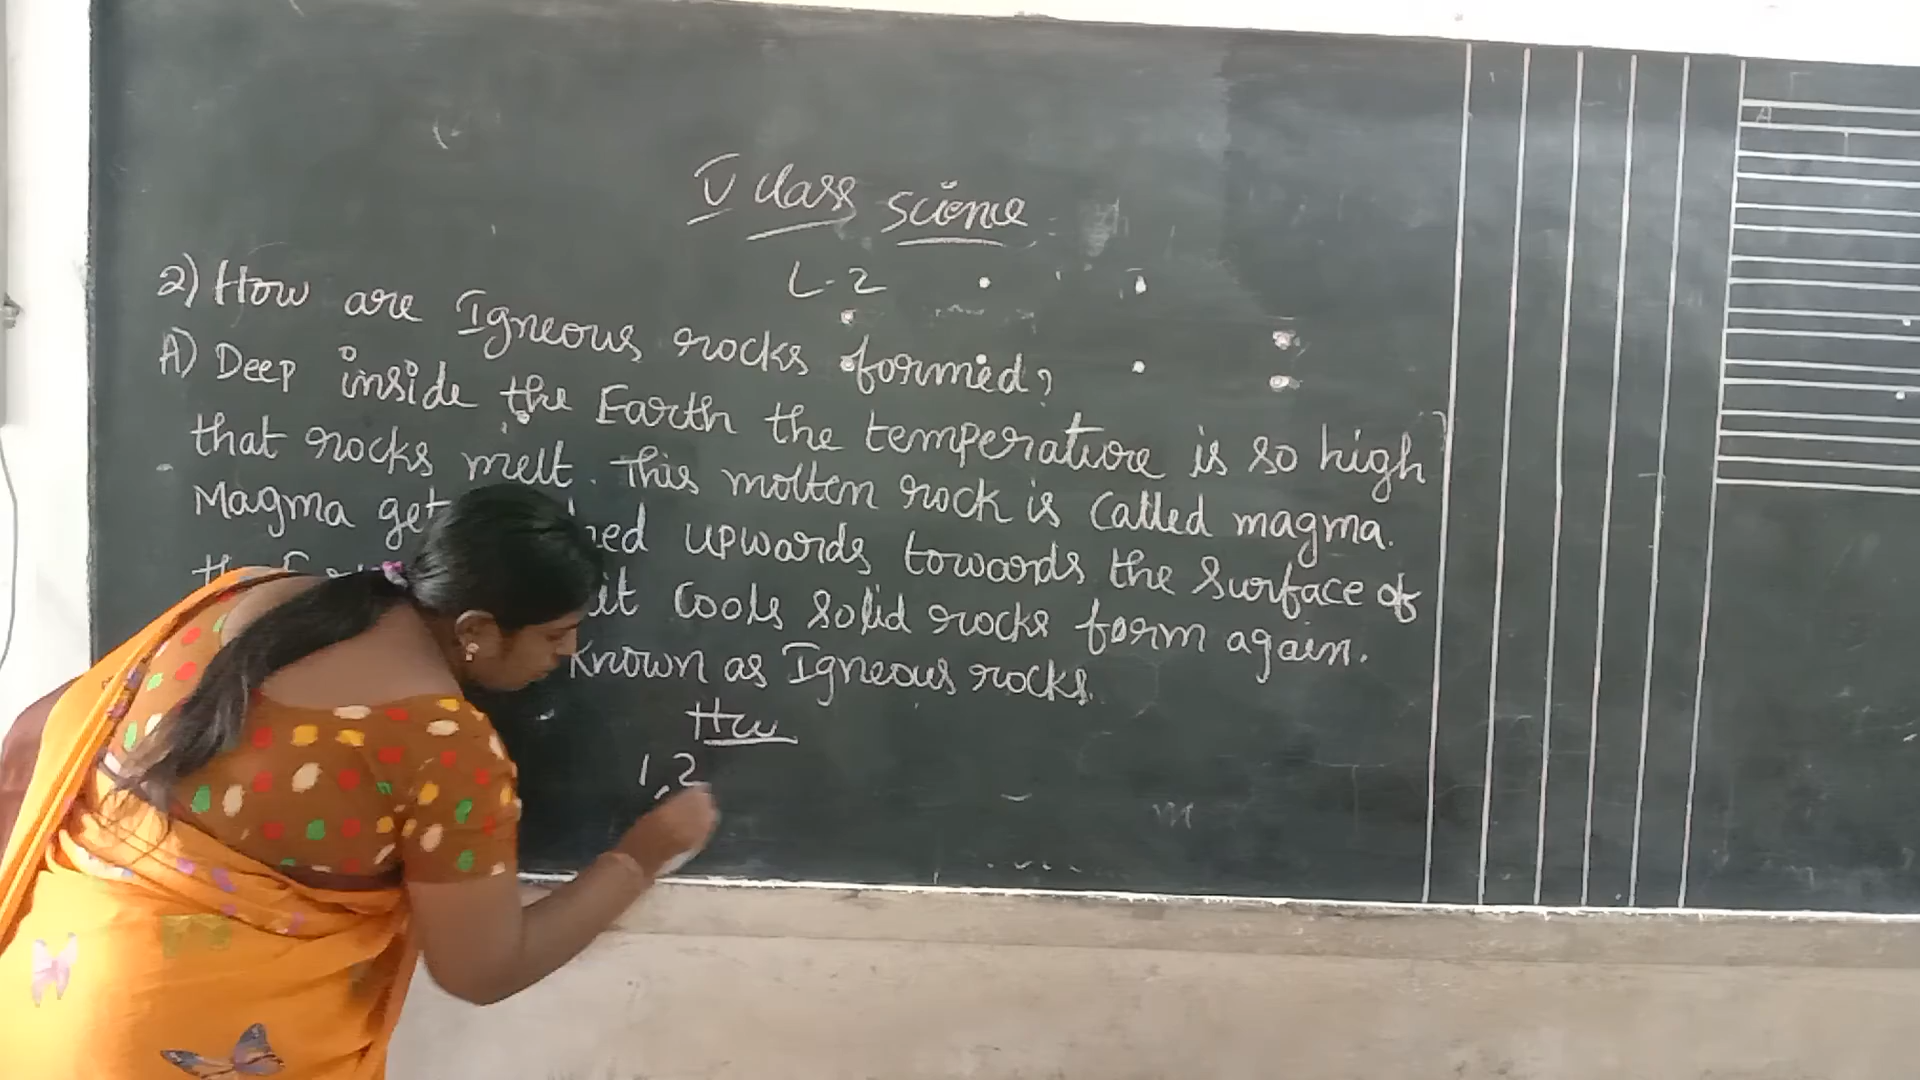 V class science
L-2
2) How are Igneous rocks formed?
A) Deep inside the Earth the temperature is so high
that rocks melt. This molten rock is called magma.
Magma upwards towards the surface of
it cools solid rocks form again.
known as Igneous rocks.
Hw
1, 2